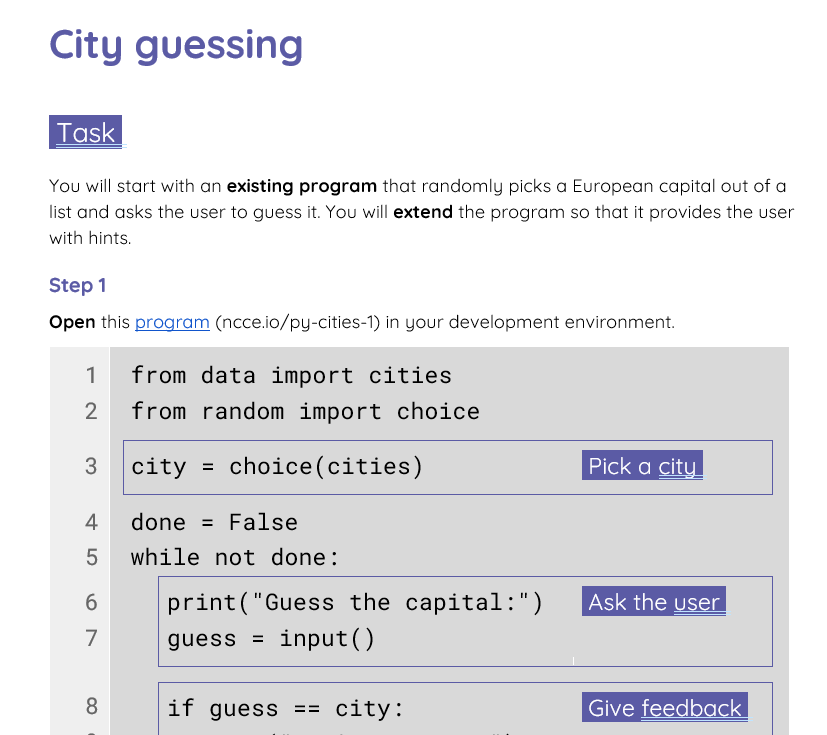 City guessing
Task
You will start with an existing program that randomly picks a European capital out of a
list and asks the user to guess it. You will extend the program so that it provides the user
with hints.
Step 1
Open this program (ncce.io/py-cities-1) in your development environment.
1 from data import cities
2 from random import choice
3 city = choice(cities) Pick a city
4 done = False
5 while not done:
6 print("Guess the capital:") Ask the user
7 guess = input()
8 if guess == city: Give feedback